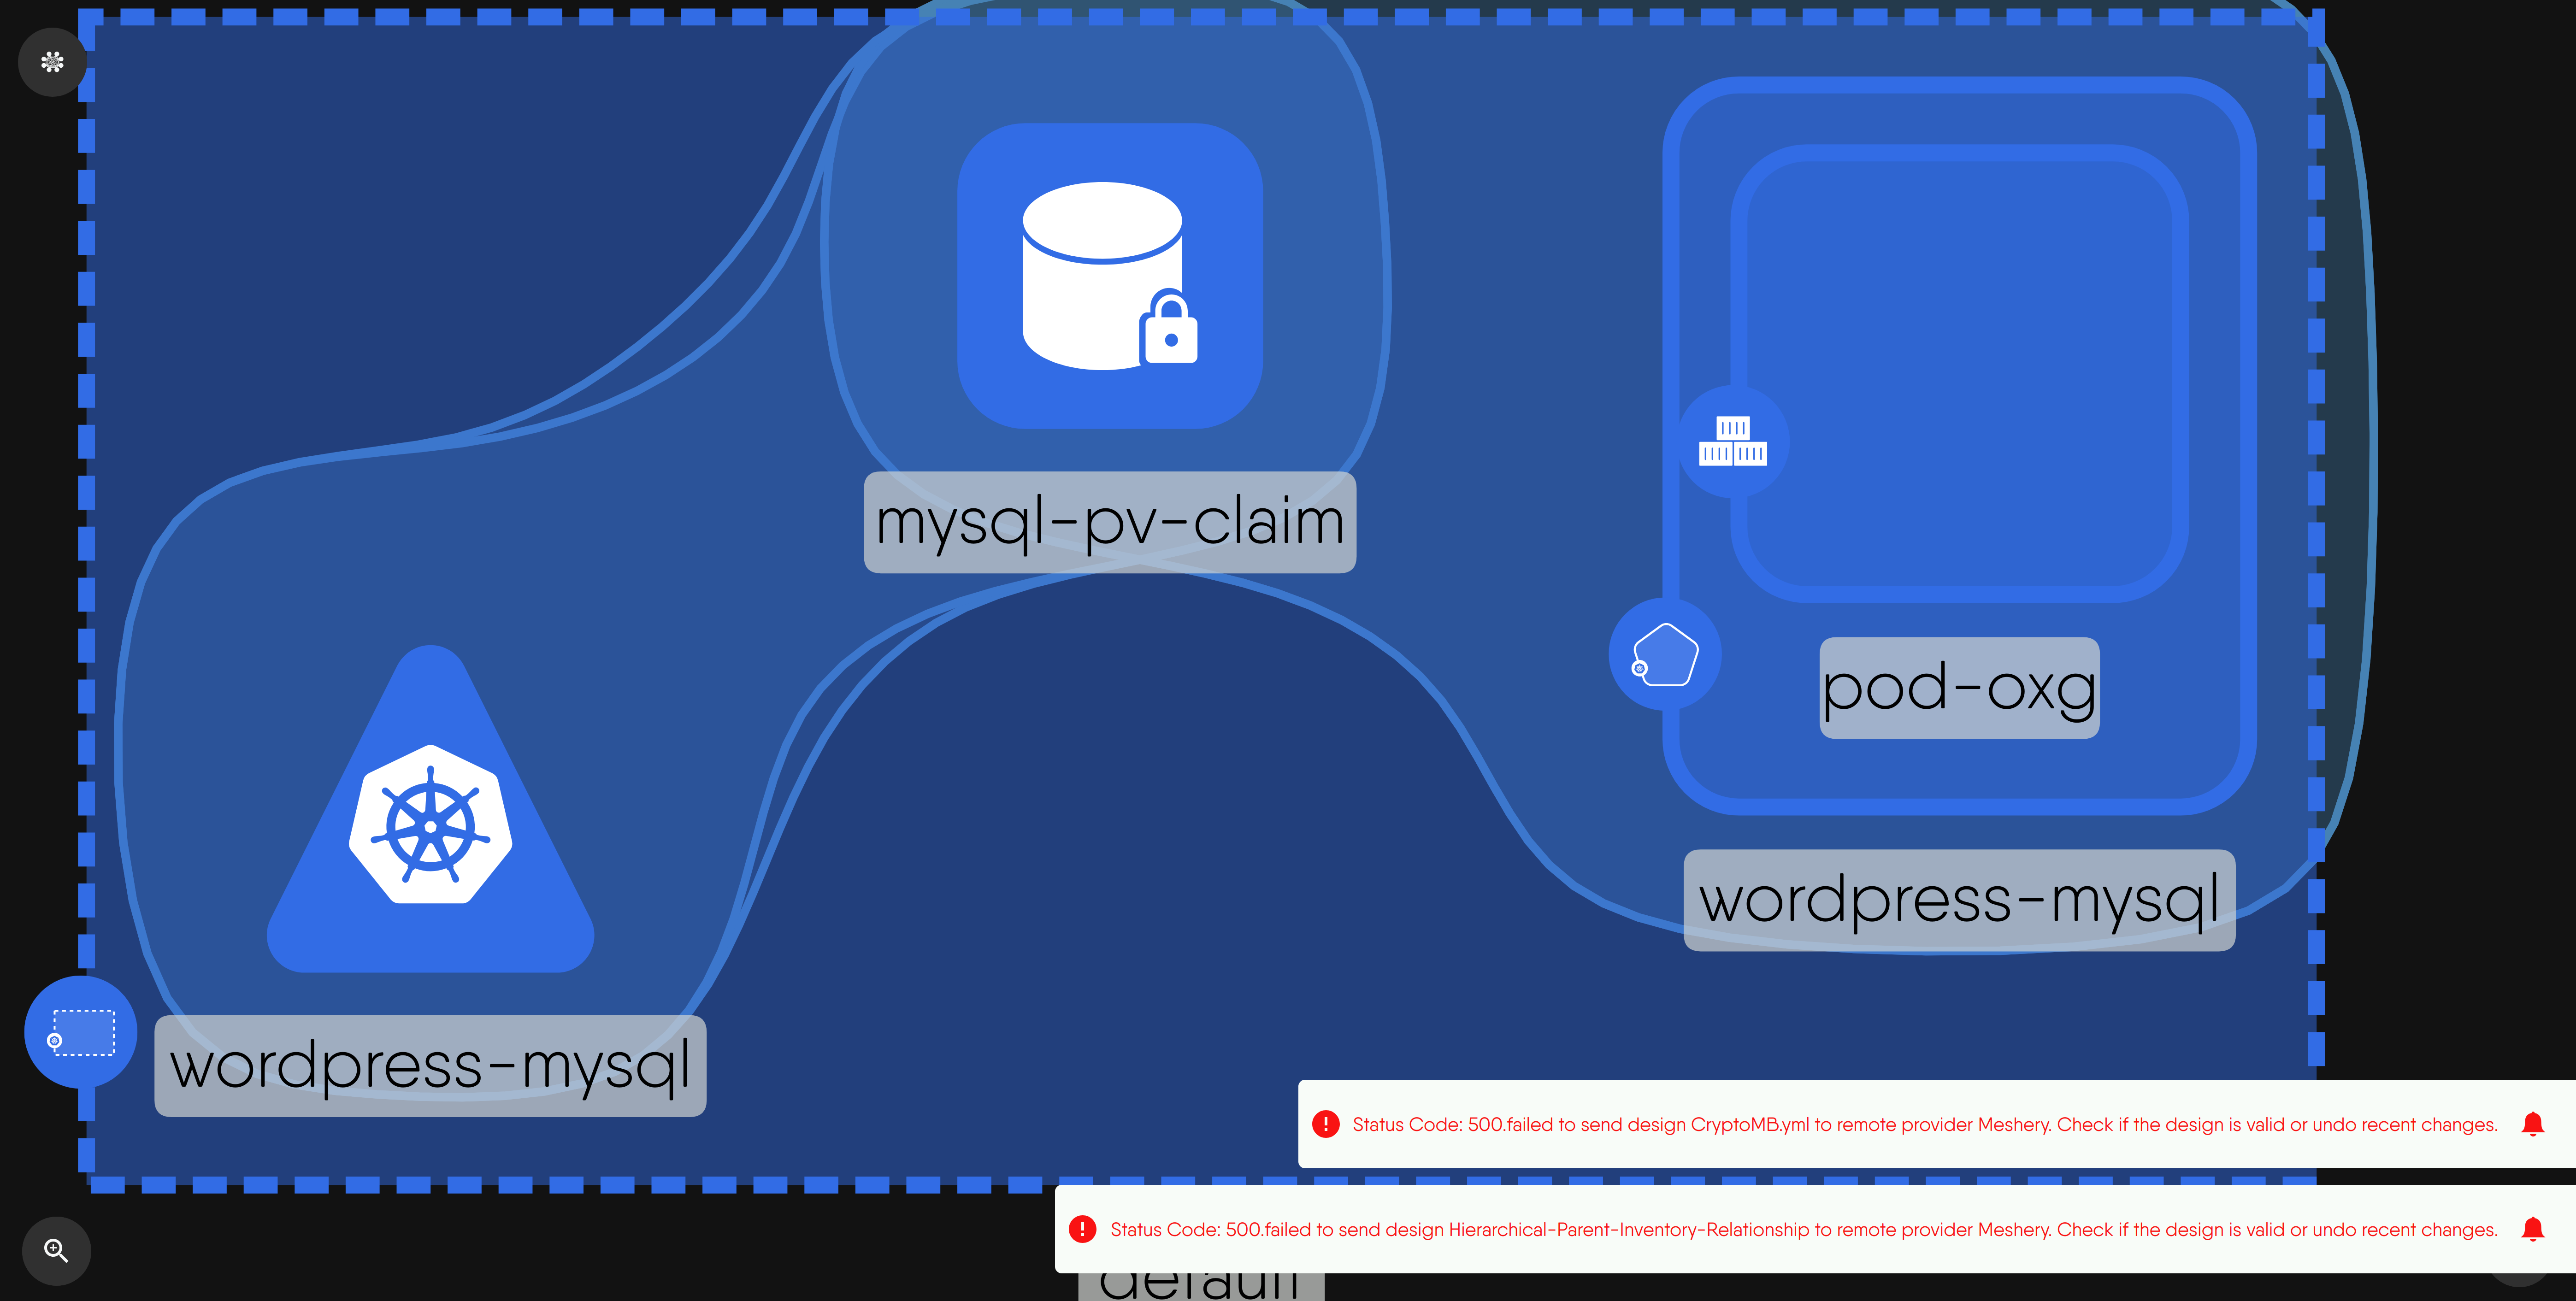 mysql-pv-claim
pod-oxg
wordpress-mysql
wordpress-mysql
Status Code: 500.failed to send design CryptoMB.yml to remote provider Meshery. Check if the design is valid or undo recent changes.
Status Code: 500.failed to send design Hierarchical-Parent-Inventory-Relationship to remote provider Meshery. Check if the design is valid or undo recent changes.
default